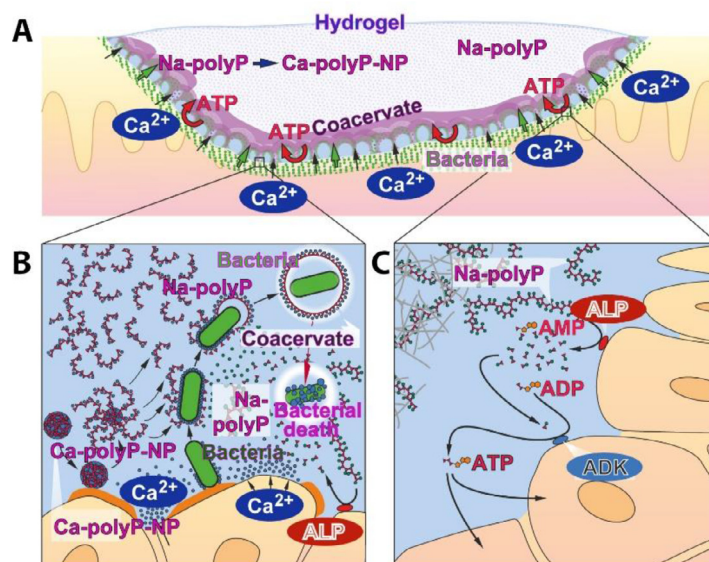 A
Hydrogel
Na-polyP
Ca-polyP-NP
Na-polyP
ATP
ATP
ATP
Coacervate
Bacteria
Ca2+
Ca2+
Ca2+
Ca2+
Ca2+
B
Bacteria
Na-polyP
Coacervate
Na-
polyP
Bacterial
death
Ca-polyP-NP
Bacteria
Ca2+
Ca2+
Ca-polyP-NP
ALP
C
Na-polyP
ALP
AMP
ADP
ATP
ADK